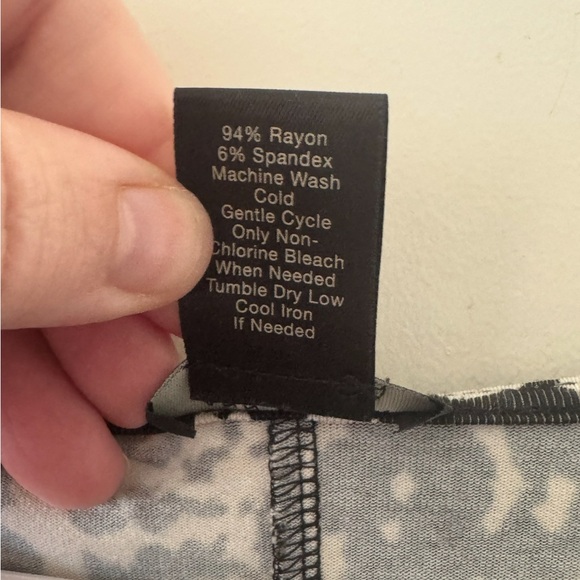 94% Rayon
6% Spandex
Machine Wash
Cold
Gentle Cycle
Only Non-
Chlorine Bleach
When Needed
Tumble Dry Low
Cool Iron
If Needed